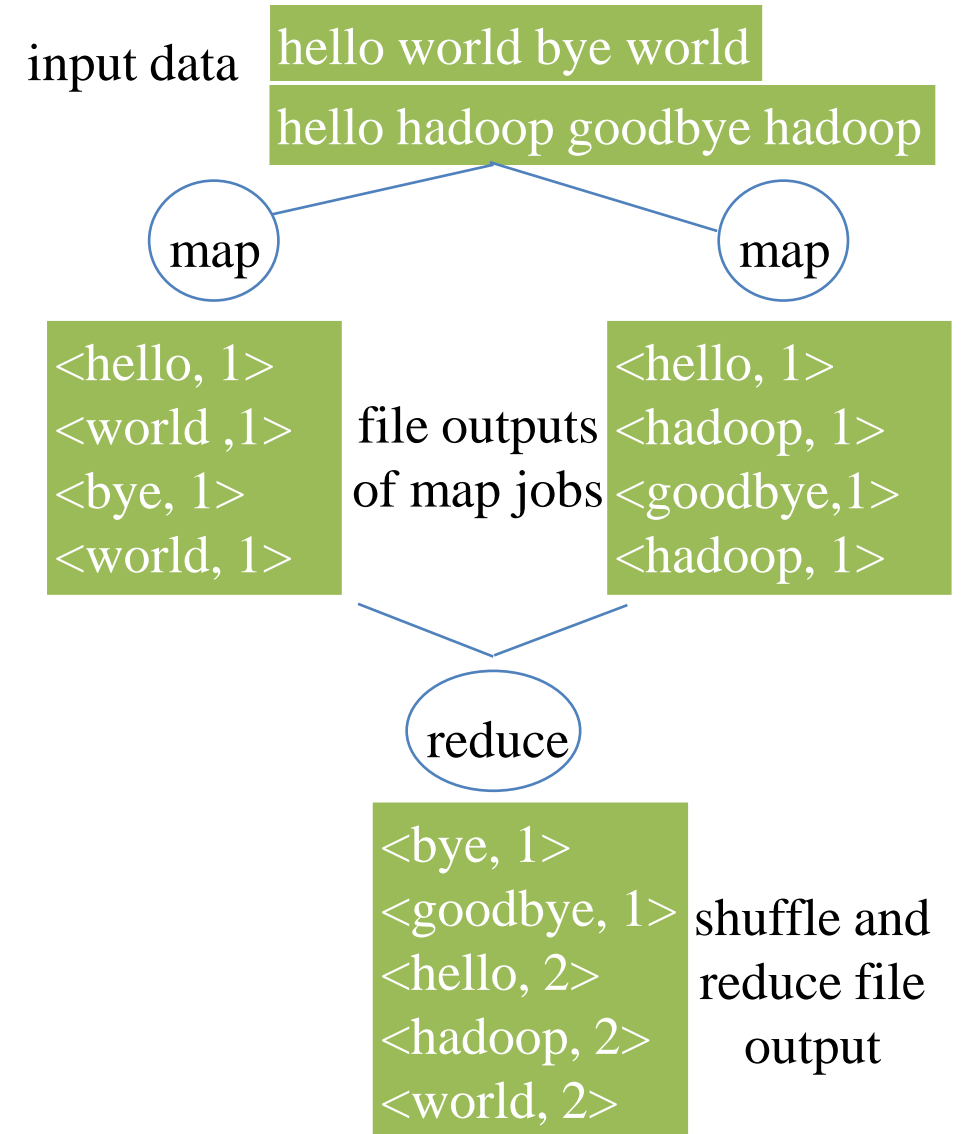 input data
hello world bye world
hello hadoop goodbye hadoop
map
map
<hello, 1>
<world ,1>
<bye, 1>
<world, 1>
file outputs
of map jobs
<hello, 1>
<hadoop, 1>
<goodbye,1>
<hadoop, 1>
reduce
<bye, 1>
<goodbye, 1>
<hello, 2>
<hadoop, 2>
<world, 2>
shuffle and
reduce file
output